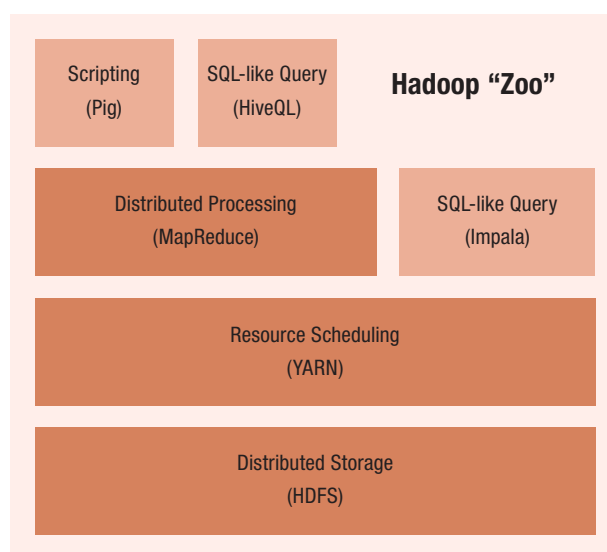 Scripting
(Pig)
SQL-like Query
(HiveQL)
Hadoop “Zoo”
Distributed Processing
(MapReduce)
SQL-like Query
(Impala)
Resource Scheduling
(YARN)
Distributed Storage
(HDFS)